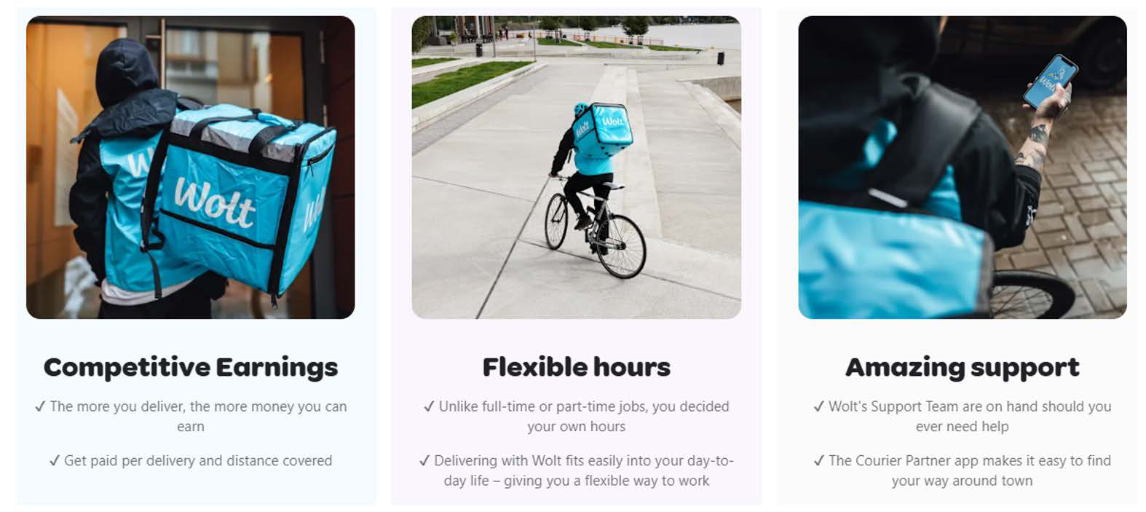 Wolt
Wolt
Wolt
Wolt
Competitive Earnings
✓ The more you deliver, the more money you can
earn
✓ Get paid per delivery and distance covered
Flexible hours
✓ Unlike full-time or part-time jobs, you decided
your own hours
✓ Delivering with Wolt fits easily into your day-to-
day life – giving you a flexible way to work
Amazing support
✓ Wolt's Support Team are on hand should you
ever need help
✓ The Courier Partner app makes it easy to find
your way around town